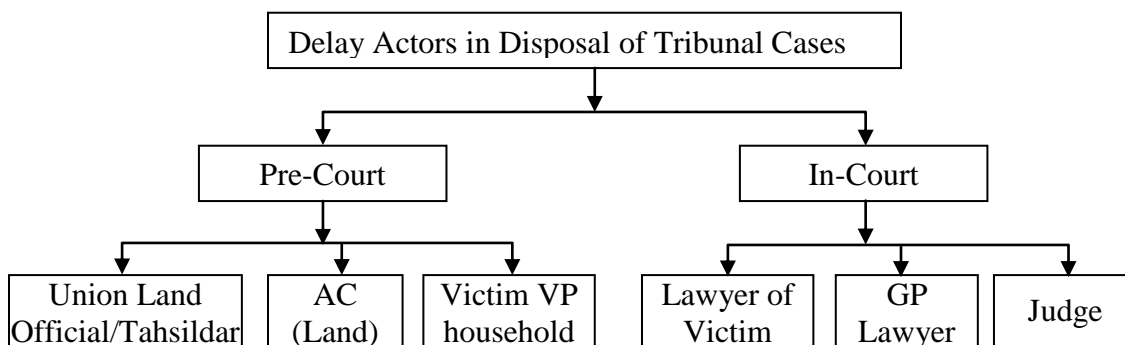 Delay Actors in Disposal of Tribunal Cases
Pre-Court
In-Court
Union Land
Official/Tahsildar
AC
(Land)
Victim VP
household
Lawyer of
Victim
GP
Lawyer
Judge